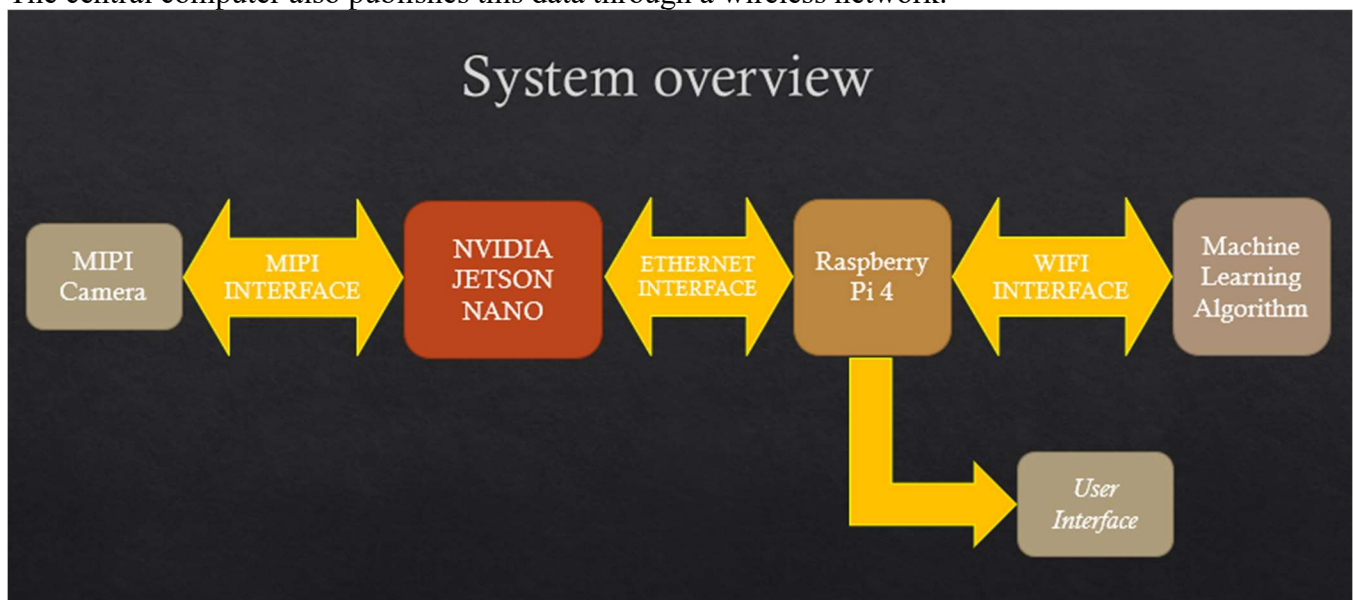 The central computer also publishes this data through a wireless network.
System overview
MIPI
Camera
MIPI
INTERFACE
NVIDIA
JETSON
NANO
ETHERNET
INTERFACE
Raspberry
Pi 4
WIFI
INTERFACE
Machine
Learning
Algorithm
User
Interface